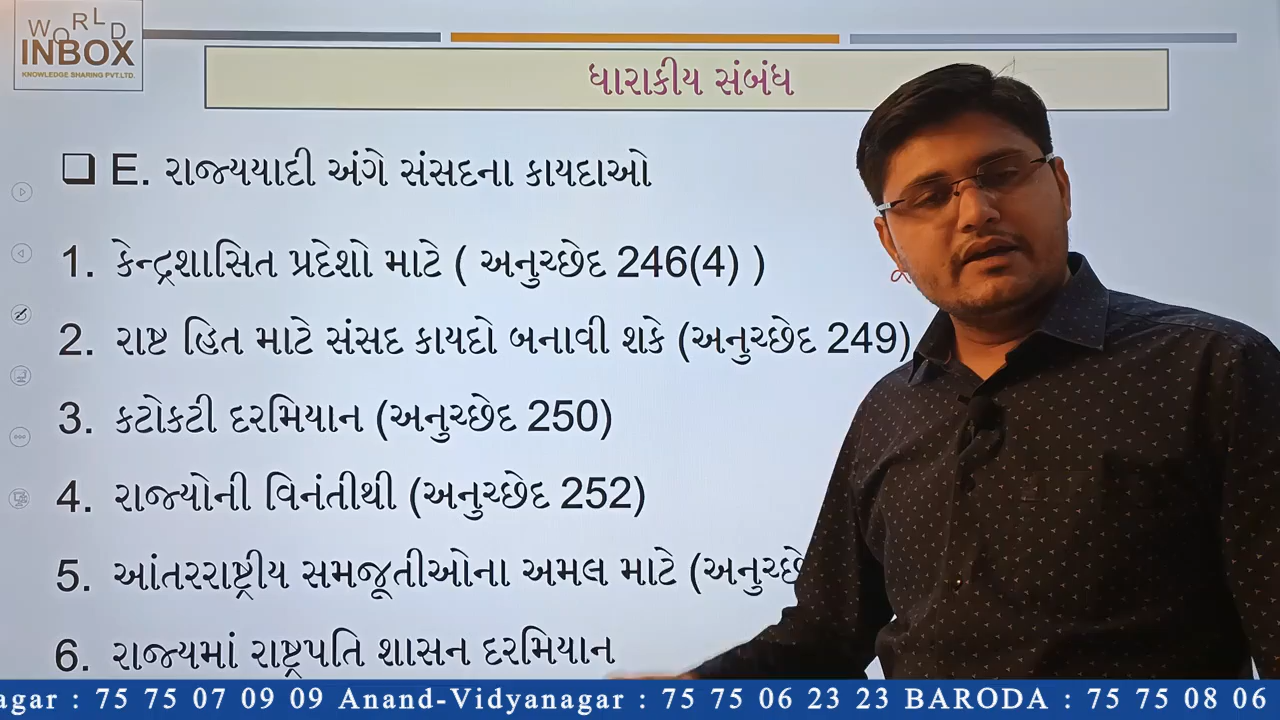 WORLD
INBOX
KNOWLEDGE SHARING PVT.LTD.
ધારાકીય સંબંધ
❑ E. રાજ્યયાદી અંગે સંસદના કાયદાઓ
1. કેન્દ્રશાસિત પ્રદેશો માટે ( અનુચ્છેદ 246(4) )
2. રાષ્ટ હિત માટે સંસદ કાયદો બનાવી શકે (અનુચ્છેદ 249)
3. કટોકટી દરમિયાન (અનુચ્છેદ 250)
4. રાજ્યોની વિનંતીથી (અનુચ્છેદ 252)
5. આંતરરાષ્ટ્રીય સમજૂતીઓના અમલ માટે
6. રાજ્યમાં રાષ્ટ્રપતિ શાસન દરમિયાન
agar : 75 75 07 09 09 Anand-Vidyanagar : 75 75 06 23 23 BARODA : 75 75 08 06